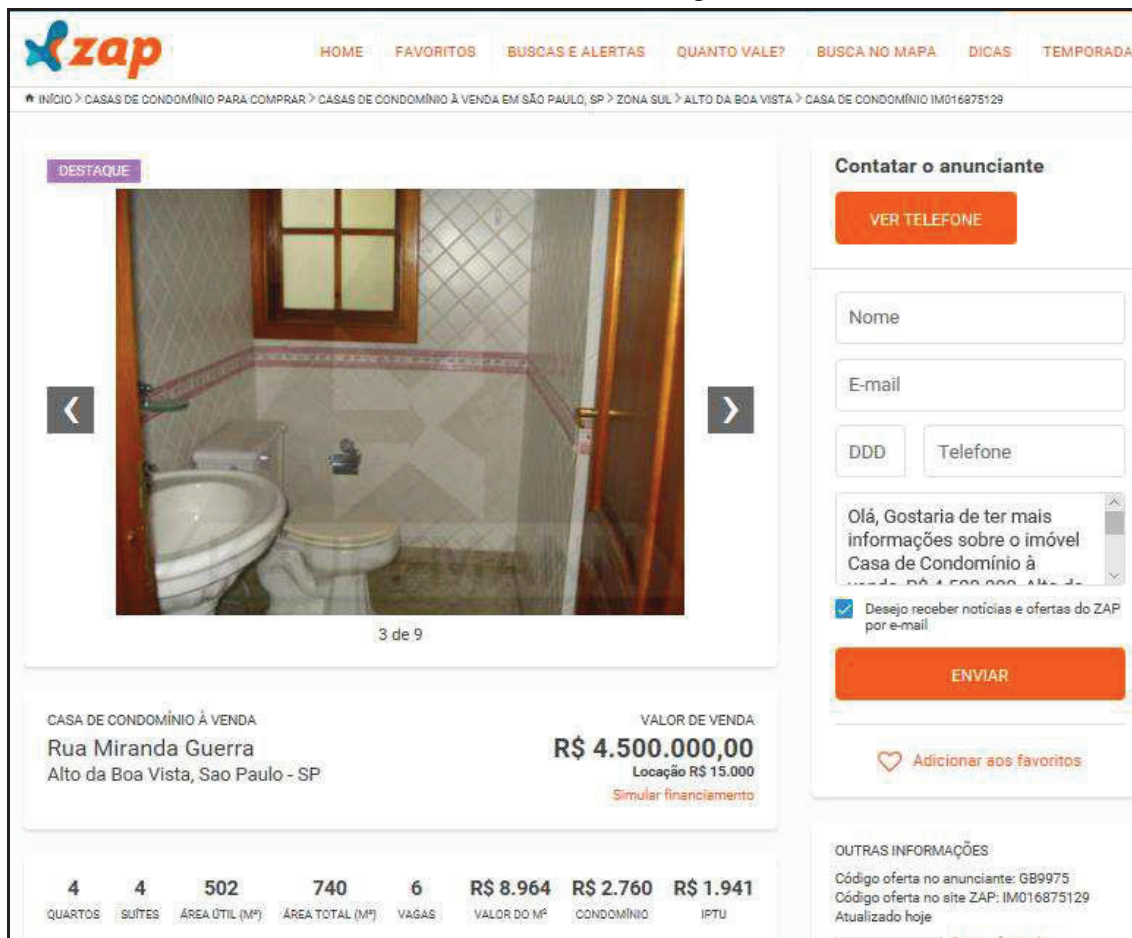 zap
HOME FAVORITOS BUSCAS E ALERTAS QUANTO VALE? BUSCA NO MAPA DICAS TEMPORADA
INÍCIO > CASAS DE CONDOMÍNIO PARA COMPRAR > CASAS DE CONDOMÍNIO À VENDA EM SÃO PAULO, SP > ZONA SUL > ALTO DA BOA VISTA > CASA DE CONDOMÍNIO IM016875129
DESTAQUE
3 de 9
CASA DE CONDOMÍNIO À VENDA
Rua Miranda Guerra
Alto da Boa Vista, Sao Paulo - SP
VALOR DE VENDA
R$ 4.500.000,00
Locação R$ 15.000
Simular financiamento
4 4 502 740 6 R$ 8.964 R$ 2.760 R$ 1.941
QUARTOS SUÍTES ÁREA ÚTIL (M²) ÁREA TOTAL (M²) VAGAS VALOR DO M² CONDOMÍNIO IPTU
Contatar o anunciante
VER TELEFONE
Nome
E-mail
DDD Telefone
Olá, Gostaria de ter mais
informações sobre o imóvel
Casa de Condomínio à
Desejo receber notícias e ofertas do ZAP
por e-mail
ENVIAR
Adicionar aos favoritos
OUTRAS INFORMAÇÕES
Código oferta no anunciante: GB9975
Código oferta no site ZAP: IM016875129
Atualizado hoje